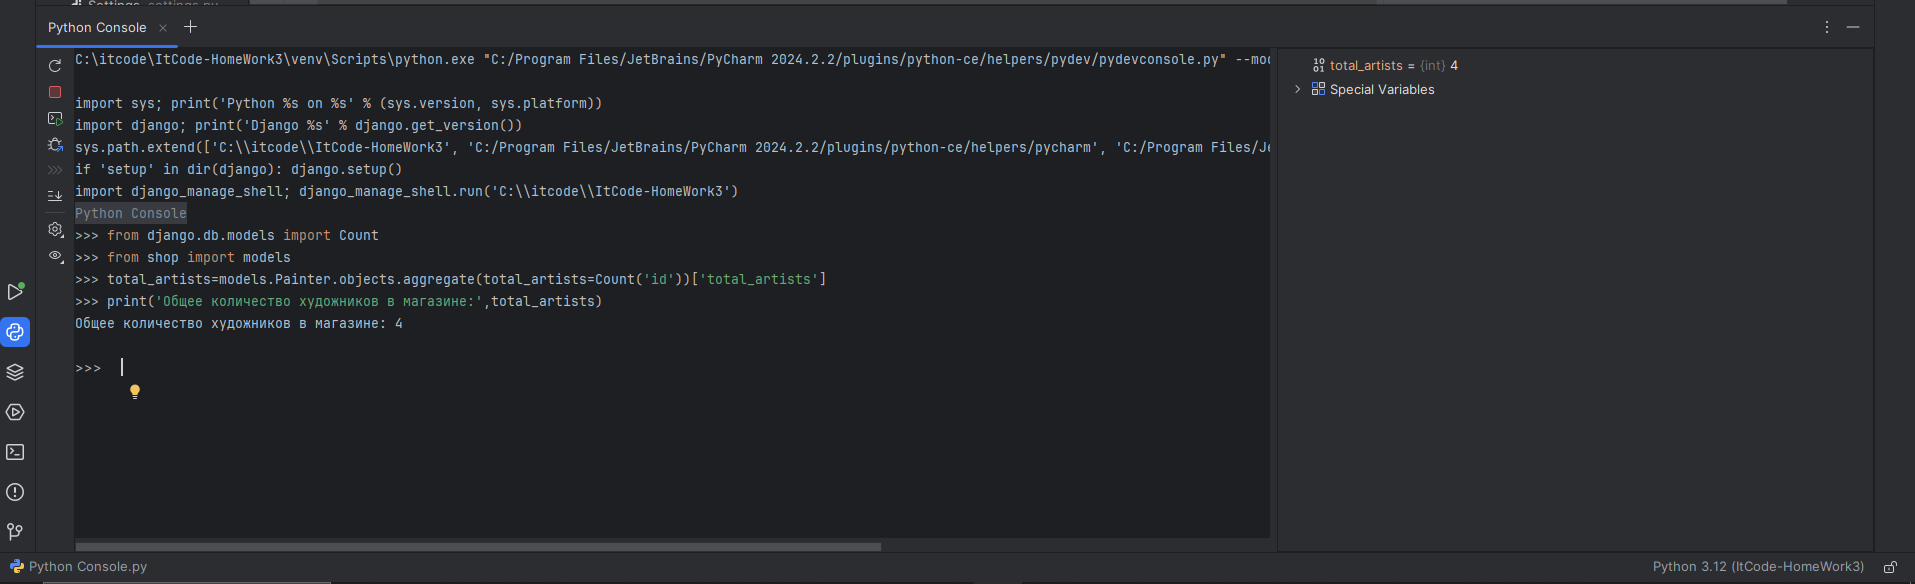 Settings settings.py
Python Console
C:\itcode\ItCode-HomeWork3\venv\Scripts\python.exe "C:/Program Files/JetBrains/PyCharm 2024.2.2/plugins/python-ce/helpers/pydev/pydevconsole.py" --mod
import sys; print('Python %s on %s' % (sys.version, sys.platform))
import django; print('Django %s' % django.get_version())
sys.path.extend(['C:\\itcode\\ItCode-HomeWork3', 'C:/Program Files/JetBrains/PyCharm 2024.2.2/plugins/python-ce/helpers/pycharm', 'C:/Program Files/Je
if 'setup' in dir(django): django.setup()
import django_manage_shell; django_manage_shell.run('C:\\itcode\\ItCode-HomeWork3')
Python Console
>>> from django.db.models import Count
>>> from shop import models
>>> total_artists=models.Painter.objects.aggregate(total_artists=Count('id'))['total_artists']
>>> print('Общее количество художников в магазине:',total_artists)
Общее количество художников в магазине: 4
>>>
total_artists = {int} 4
Special Variables
Python Console.py
Python 3.12 (ItCode-HomeWork3)